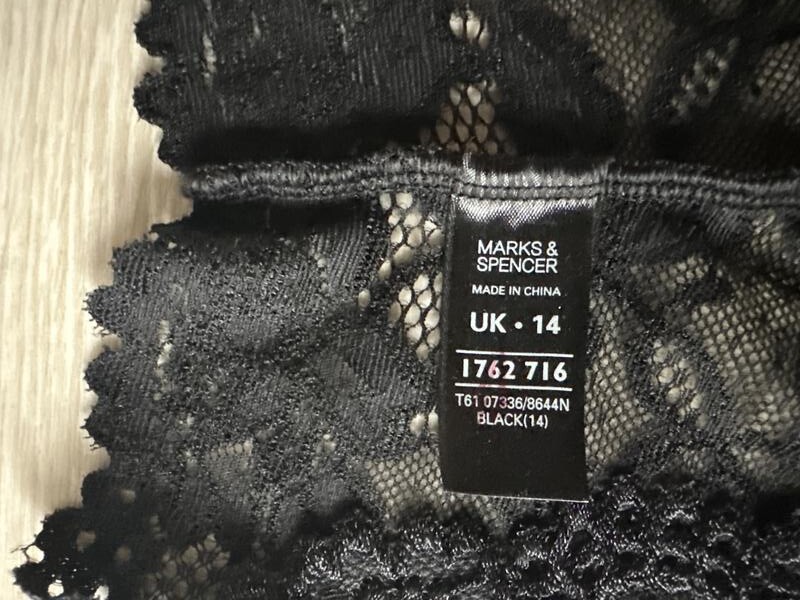 MARKS &
SPENCER
MADE IN CHINA
UK • 14
1762 716
T61 07336/8644N
BLACK(14)